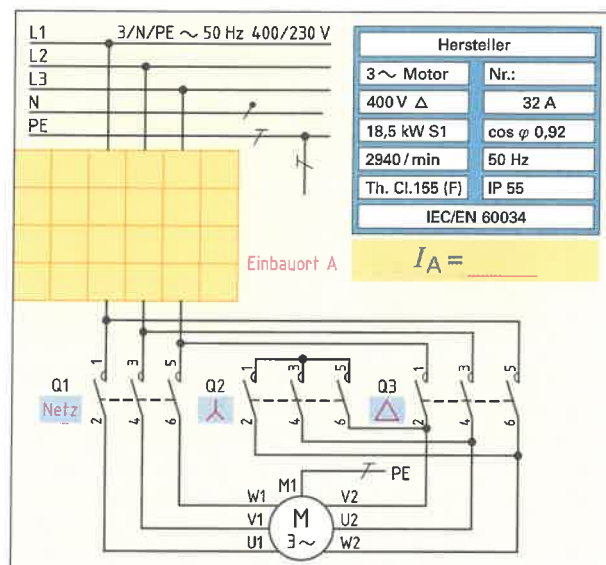 L1 3/N/PE ~ 50 Hz 400/230 V
L2
L3
N
PE
Hersteller
3~ Motor Nr.:
400 V Δ 32 A
18,5 kW S1 cos φ 0,92
2940/min 50 Hz
Th. Cl.155 (F) IP 55
IEC/EN 60034
Einbauort A
I_A = ______
1 3 5 1 3 5 1 3 5
Q1 Q2 Q3
Netz Y Δ
2 4 6 2 4 6 2 4 6
M1 PE
W1 V2
V1 M U2
U1 3~ W2